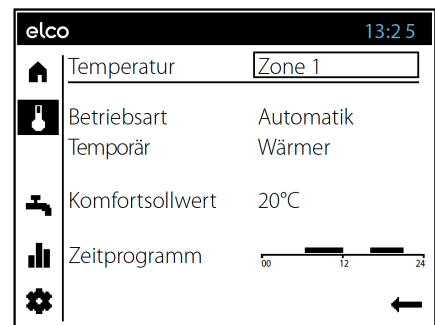 elco 13:25
Temperatur Zone 1
Betriebsart Automatik
Temporär Wärmer
Komfortsollwert 20°C
Zeitprogramm
00 12 24